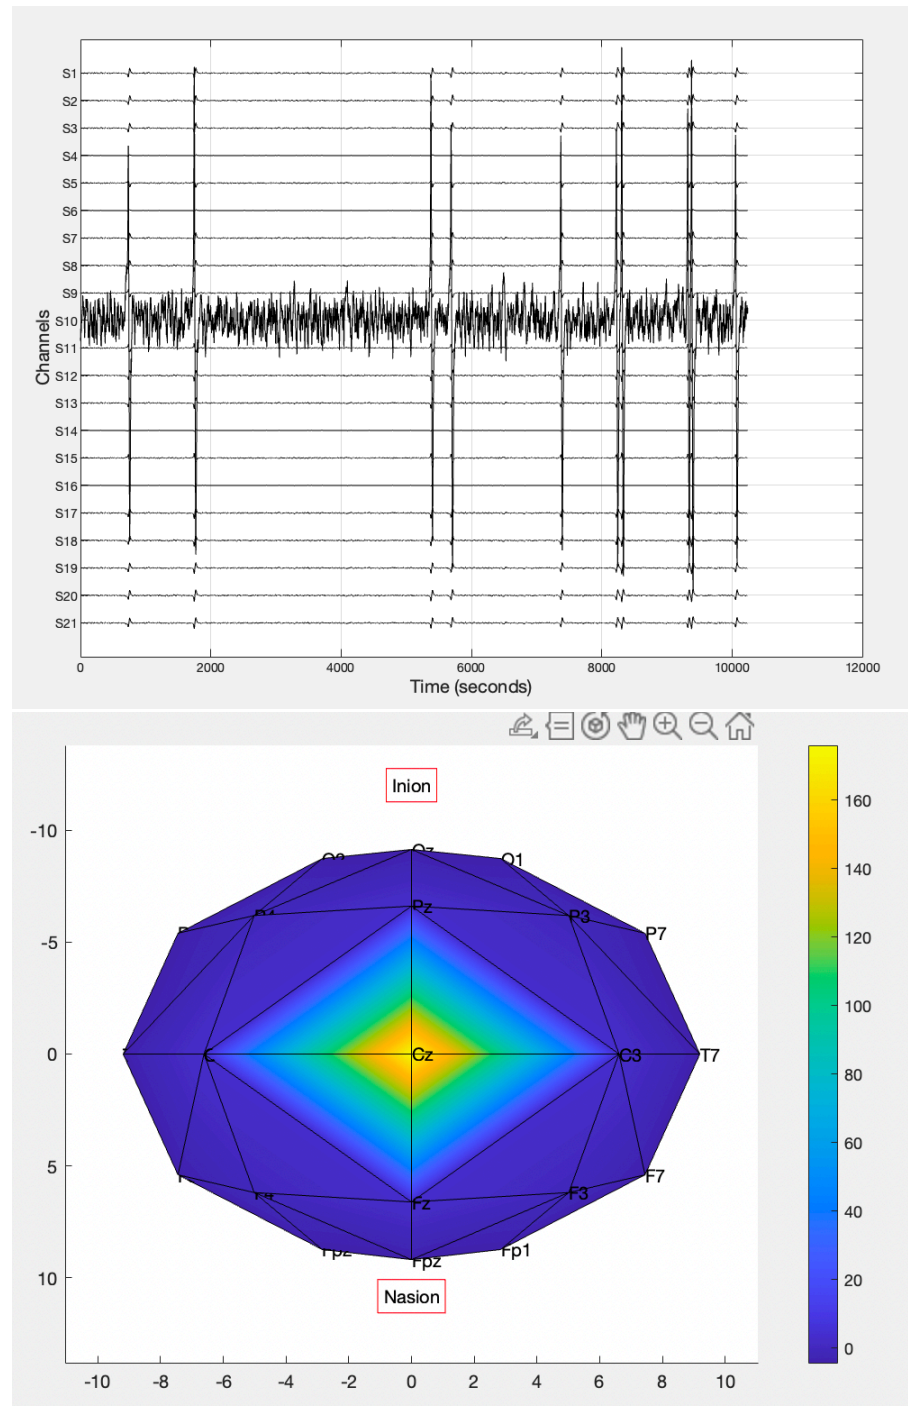 S1
S2
S3
S4
S5
S6
S7
S8
S9
S10
S11
S12
S13
S14
S15
S16
S17
S18
S19
S20
S21
Channels
0 2000 4000 6000 8000 10000 12000
Time (seconds)
Inion
-10
-5
0
5
10
Oz
O1
Pz
P3
P7
Cz
C3
T7
F7
F3
Fz
Fp1
Fpz
Nasion
-10 -8 -6 -4 -2 0 2 4 6 8 10
160
140
120
100
80
60
40
20
0